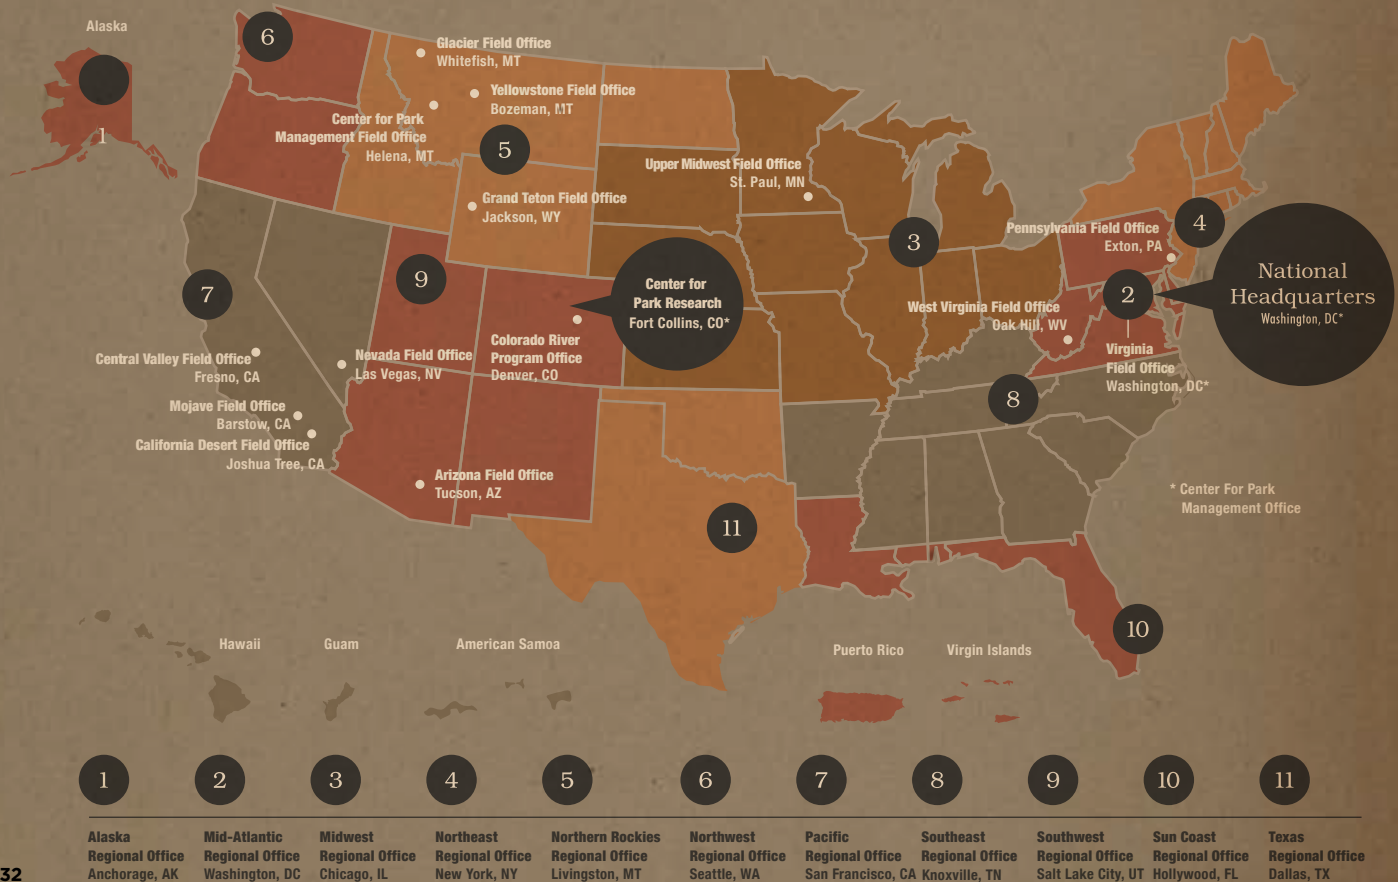 Alaska
1
6
Glacier Field Office
Whitefish, MT
Yellowstone Field Office
Bozeman, MT
Center for Park
Management Field Office
Helena, MT
5
Grand Teton Field Office
Jackson, WY
Upper Midwest Field Office
St. Paul, MN
3
4
Pennsylvania Field Office
Exton, PA
National
Headquarters
Washington, DC*
2
9
7
Center for
Park Research
Fort Collins, CO*
West Virginia Field Office
Oak Hill, WV
Colorado River
Program Office
Denver, CO
Virginia
Field Office
Washington, DC*
Central Valley Field Office
Fresno, CA
Nevada Field Office
Las Vegas, NV
8
Mojave Field Office
Barstow, CA
California Desert Field Office
Joshua Tree, CA
Arizona Field Office
Tucson, AZ
* Center For Park
Management Office
11
10
Hawaii
Guam
American Samoa
Puerto Rico
Virgin Islands
1
2
3
4
5
6
7
8
9
10
11
Alaska
Regional Office
Anchorage, AK
Mid-Atlantic
Regional Office
Washington, DC
Midwest
Regional Office
Chicago, IL
Northeast
Regional Office
New York, NY
Northern Rockies
Regional Office
Livingston, MT
Northwest
Regional Office
Seattle, WA
Pacific
Regional Office
San Francisco, CA
Southeast
Regional Office
Knoxville, TN
Southwest
Regional Office
Salt Lake City, UT
Sun Coast
Regional Office
Hollywood, FL
Texas
Regional Office
Dallas, TX
32